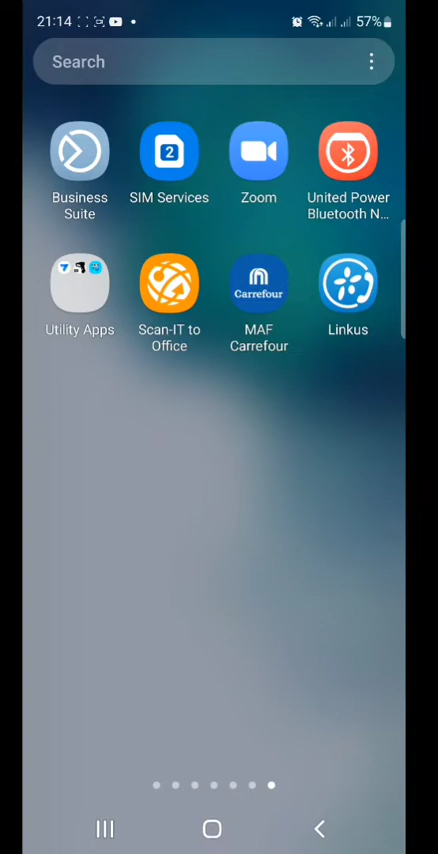 21:14
57%
Search
2
Carrefour
Business
Suite
SIM Services
Zoom
United Power
Bluetooth N...
Utility Apps
Scan-IT to
Office
MAF
Carrefour
Linkus